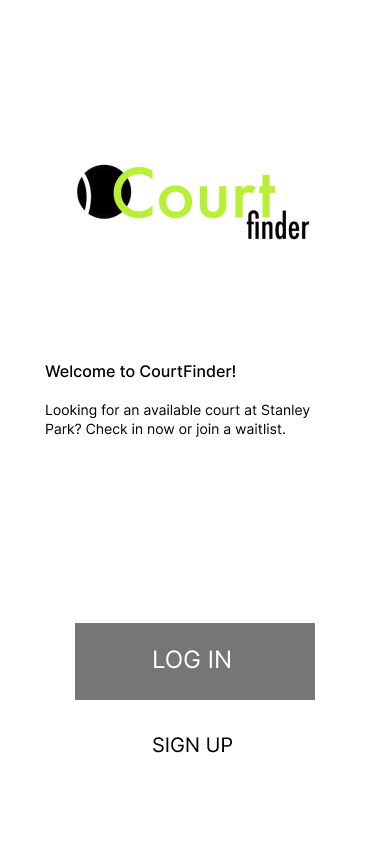 Court
finder
Welcome to CourtFinder!
Looking for an available court at Stanley
Park? Check in now or join a waitlist.
LOG IN
SIGN UP